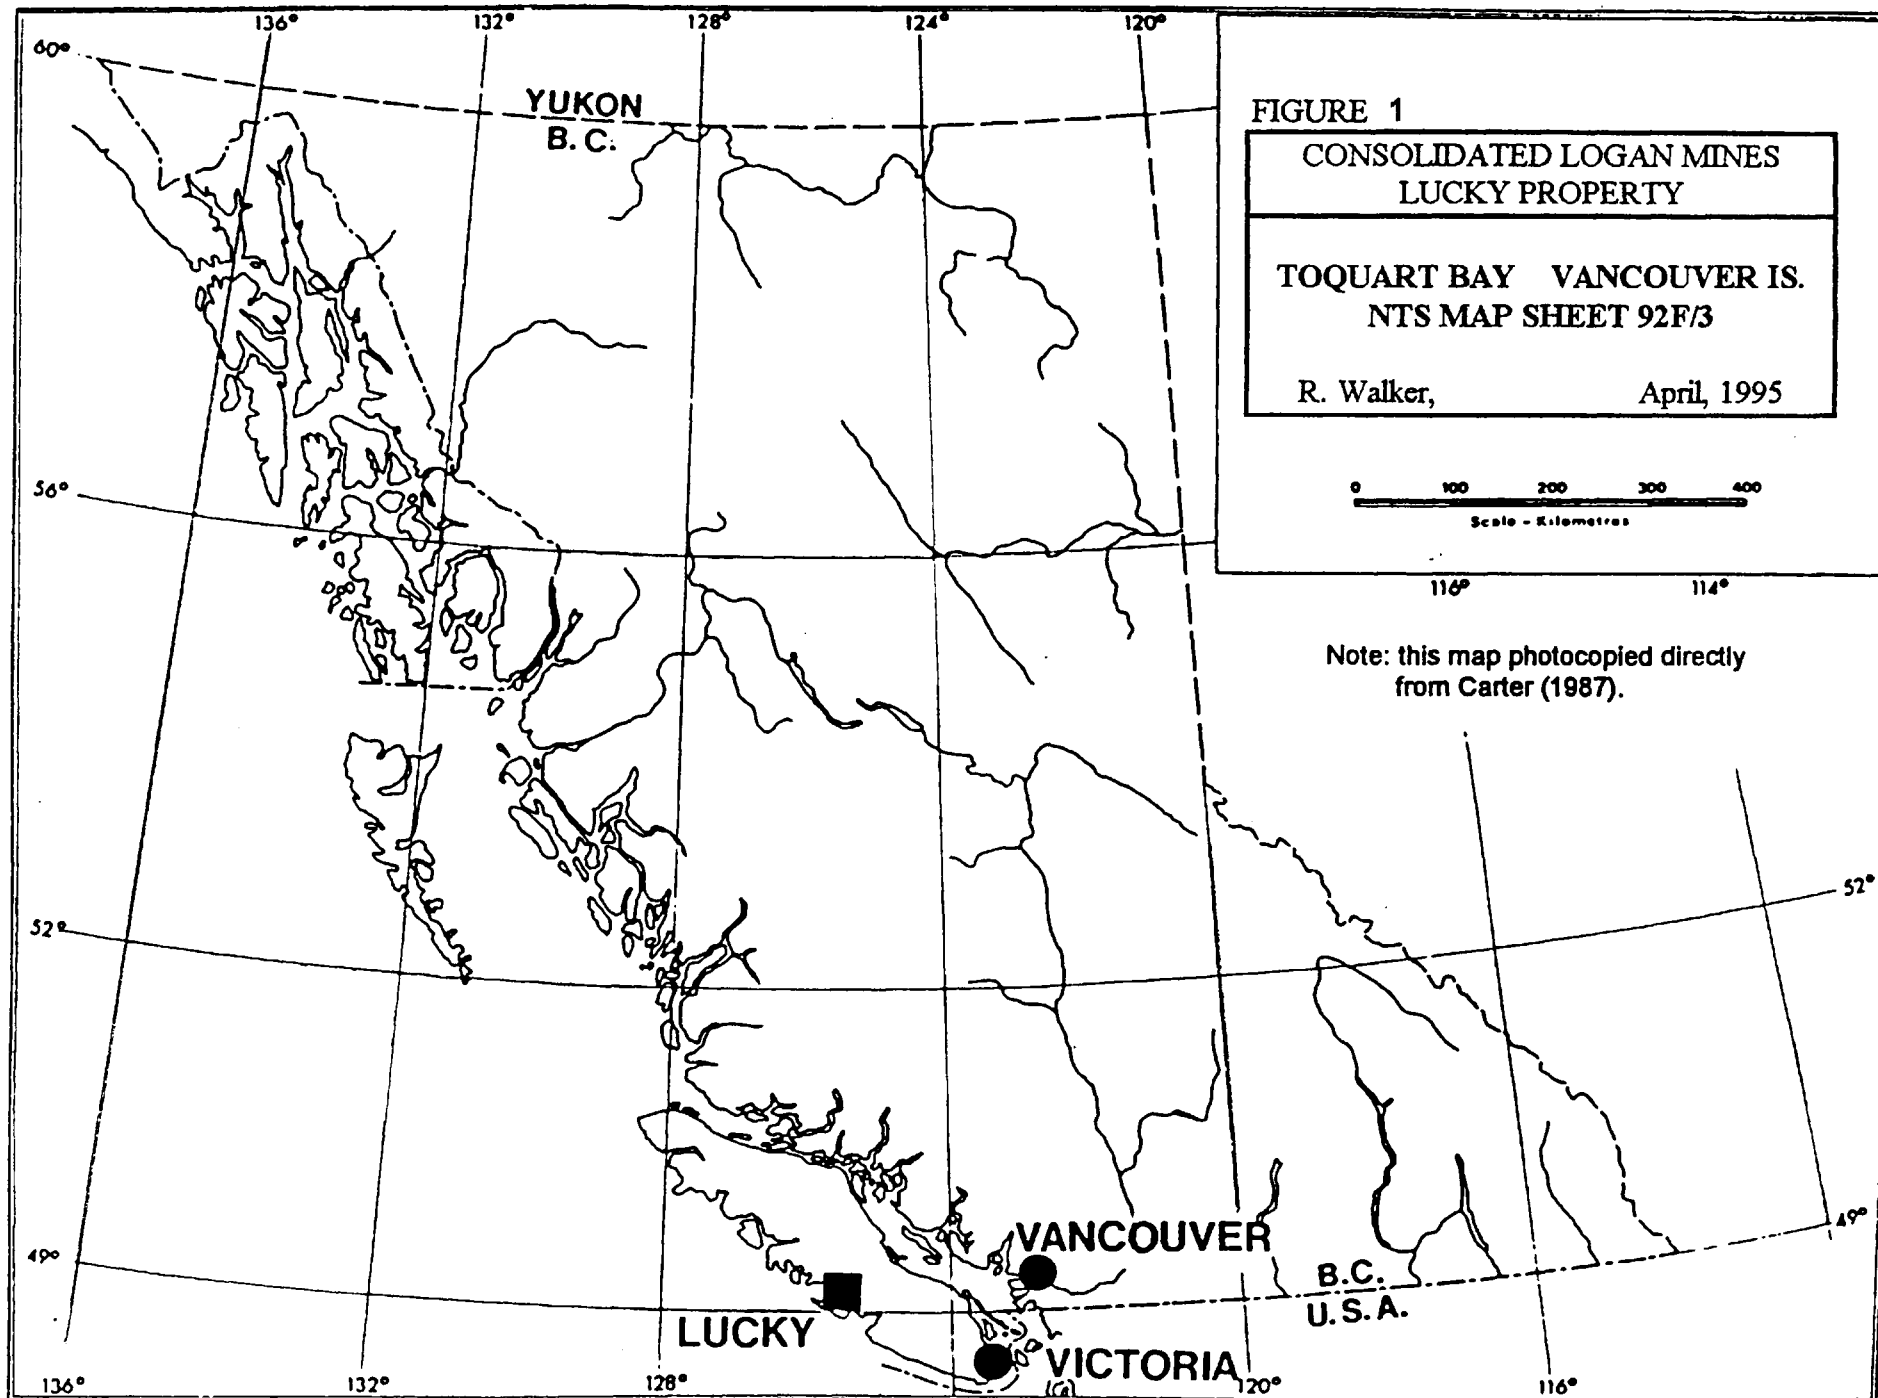 136° 132° 128° 124° 120°
60°
YUKON
B.C.
FIGURE 1
CONSOLIDATED LOGAN MINES
LUCKY PROPERTY
TOQUART BAY VANCOUVER IS.
NTS MAP SHEET 92F/3
R. Walker, April, 1995
0 100 200 300 400
Scale - Kilometres
56°
116° 114°
Note: this map photocopied directly
from Carter (1987).
52°
52°
49°
49°
VANCOUVER
B.C.
U.S.A.
LUCKY
VICTORIA
136° 132° 128° 120° 116°